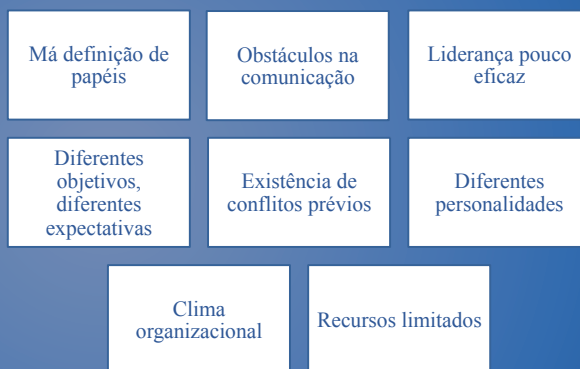 Má definição de
papéis
Obstáculos na
comunicação
Liderança pouco
eficaz
Diferentes
objetivos,
diferentes
expectativas
Existência de
conflitos prévios
Diferentes
personalidades
Clima
organizacional
Recursos limitados